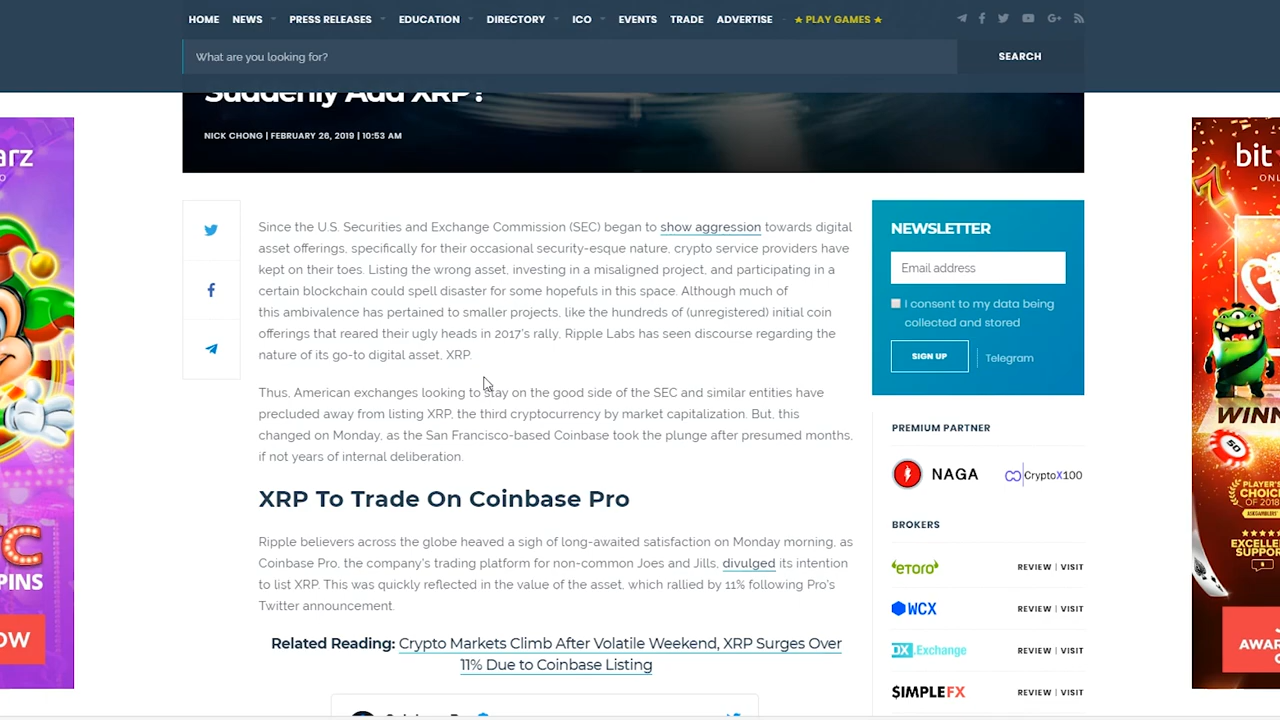 HOME NEWS PRESS RELEASES EDUCATION DIRECTORY ICO EVENTS TRADE ADVERTISE ★ PLAY GAMES ★
What are you looking for? SEARCH
Suddenly Add XRP?
NICK CHONG | FEBRUARY 26, 2019 | 10:53 AM
Since the U.S. Securities and Exchange Commission (SEC) began to show aggression towards digital
asset offerings, specifically for their occasional security-esque nature, crypto service providers have
kept on their toes. Listing the wrong asset, investing in a misaligned project, and participating in a
certain blockchain could spell disaster for some hopefuls in this space. Although much of
this ambivalence has pertained to smaller projects, like the hundreds of (unregistered) initial coin
offerings that reared their ugly heads in 2017's rally, Ripple Labs has seen discourse regarding the
nature of its go-to digital asset, XRP.
Thus, American exchanges looking to stay on the good side of the SEC and similar entities have
precluded away from listing XRP, the third cryptocurrency by market capitalization. But, this
changed on Monday, as the San Francisco-based Coinbase took the plunge after presumed months,
if not years of internal deliberation.
XRP To Trade On Coinbase Pro
Ripple believers across the globe heaved a sigh of long-awaited satisfaction on Monday morning, as
Coinbase Pro, the company's trading platform for non-common Joes and Jills, divulged its intention
to list XRP. This was quickly reflected in the value of the asset, which rallied by 11% following Pro's
Twitter announcement.
Related Reading: Crypto Markets Climb After Volatile Weekend, XRP Surges Over
11% Due to Coinbase Listing
NEWSLETTER
Email address
I consent to my data being
collected and stored
SIGN UP Telegram
PREMIUM PARTNER
NAGA CryptoX100
BROKERS
eTORO REVIEW | VISIT
WCX REVIEW | VISIT
DX.Exchange REVIEW | VISIT
$IMPLEFX REVIEW | VISIT
bit
PLAYER'S
OF 2018
ASKGAMBLERS